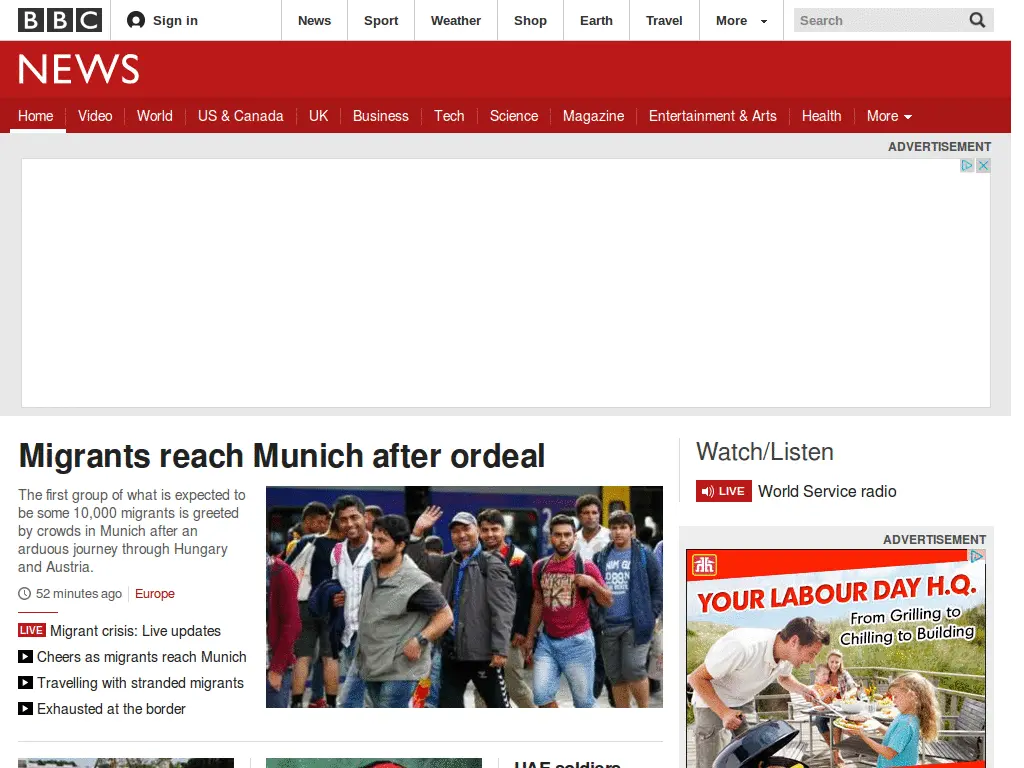 BBC
Sign in
News
Sport
Weather
Shop
Earth
Travel
More
Search
NEWS
Home
Video
World
US & Canada
UK
Business
Tech
Science
Magazine
Entertainment & Arts
Health
More
ADVERTISEMENT
Migrants reach Munich after ordeal
The first group of what is expected to
be some 10,000 migrants is greeted
by crowds in Munich after an
arduous journey through Hungary
and Austria.
52 minutes ago
Europe
LIVE Migrant crisis: Live updates
Cheers as migrants reach Munich
Travelling with stranded migrants
Exhausted at the border
Watch/Listen
LIVE World Service radio
ADVERTISEMENT
YOUR LABOUR DAY H.Q.
From Grilling to
Chilling to Building
UAE soldiers